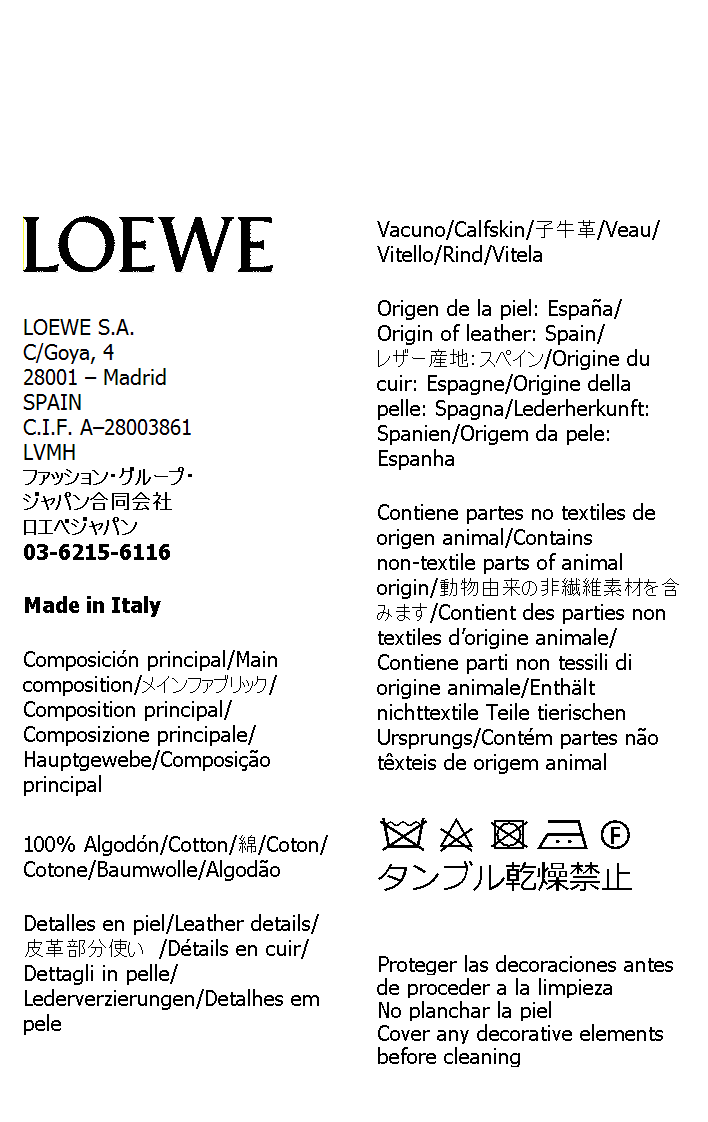 LOEWE
LOEWE S.A.
C/Goya, 4
28001 – Madrid
SPAIN
C.I.F. A–28003861
LVMH
ファッション・グループ・
ジャパン合同会社
ロエベジャパン
03-6215-6116
Made in Italy
Composición principal/Main
composition/メインファブリック/
Composition principal/
Composizione principale/
Hauptgewebe/Composição
principal
100% Algodón/Cotton/綿/Coton/
Cotone/Baumwolle/Algodão
Detalles en piel/Leather details/
皮革部分使い /Détails en cuir/
Dettagli in pelle/
Lederverzierungen/Detalhes em
pele
Vacuno/Calfskin/子牛革/Veau/
Vitello/Rind/Vitela
Origen de la piel: España/
Origin of leather: Spain/
レザー産地：スペイン/Origine du
cuir: Espagne/Origine della
pelle: Spagna/Lederherkunft:
Spanien/Origem da pele:
Espanha
Contiene partes no textiles de
origen animal/Contains
non-textile parts of animal
origin/動物由来の非繊維素材を含
みます/Contient des parties non
textiles d’origine animale/
Contiene parti non tessili di
origine animale/Enthält
nichttextile Teile tierischen
Ursprungs/Contém partes não
têxteis de origem animal
F
タンブル乾燥禁止
Proteger las decoraciones antes
de proceder a la limpieza
No planchar la piel
Cover any decorative elements
before cleaning